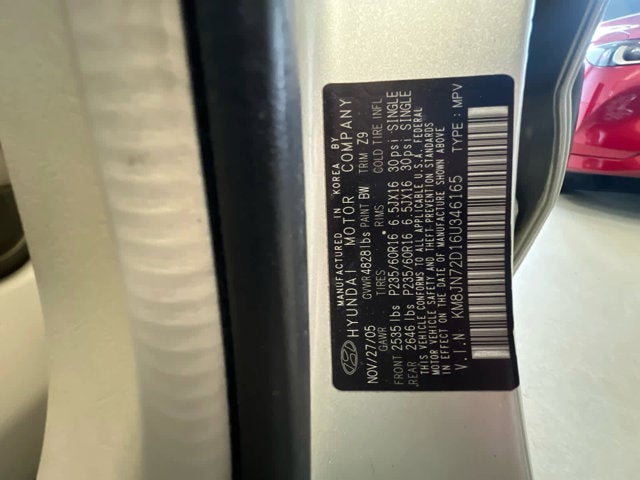 MANUFACTURED IN KOREA BY
HYUNDAI MOTOR COMPANY
NOV/27/05 GVWR 4828 lbs PAINT BW TRIM Z9
GAWR TIRES RIMS COLD TIRE INFL
FRONT 2535 lbs P235/60R16 6.5JX16 30psi SINGLE
REAR 2646 lbs P235/60R16 6.5JX16 30psi SINGLE
THIS VEHICLE CONFORMS TO ALL APPLICABLE U.S.A. FEDERAL
MOTOR VEHICLE SAFETY AND THEFT PREVENTION STANDARDS
IN EFFECT ON THE DATE OF MANUFACTURE SHOWN ABOVE
KM8JN72D16U346165
V.I.N TYPE : MPV